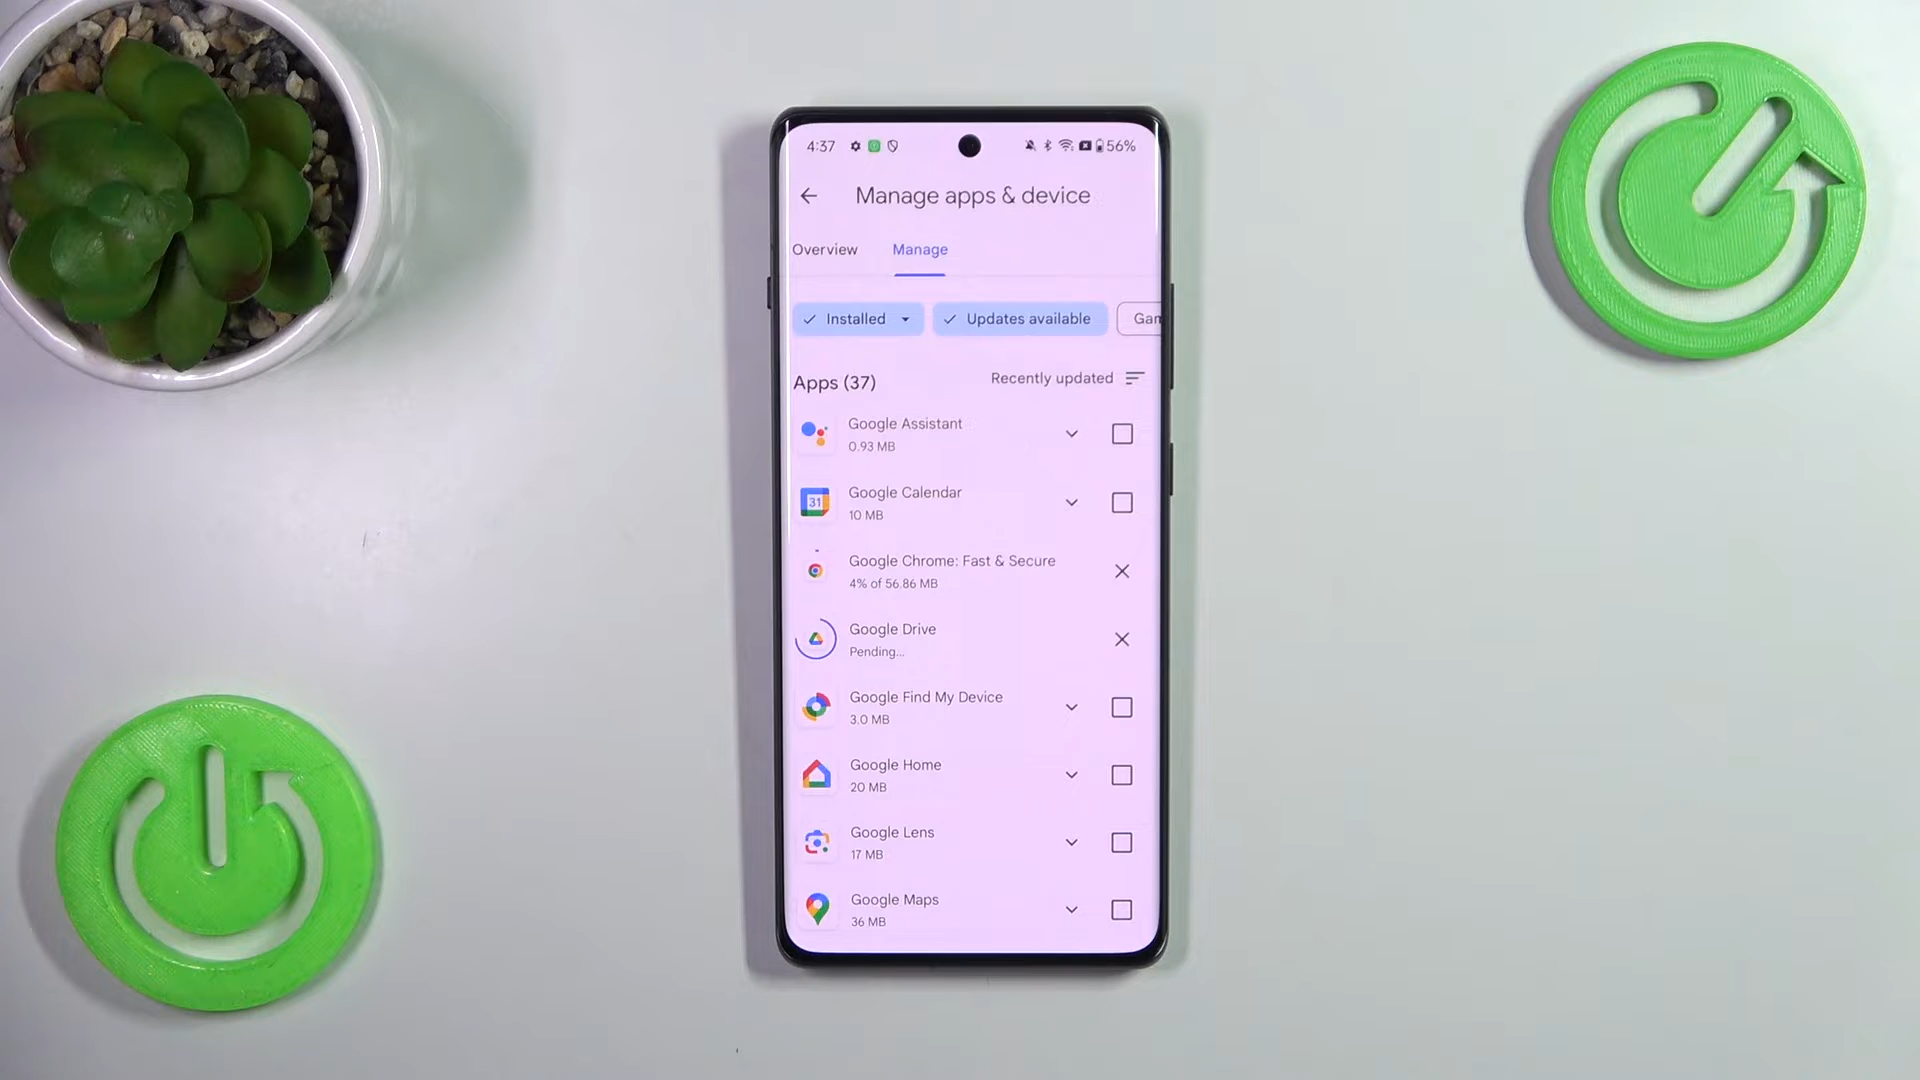 4:37
56%
Manage apps & device
Overview
Manage
Installed
Updates available
Gam
Apps (37)
Recently updated
Google Assistant
0.93 MB
Google Calendar
10 MB
31
Google Chrome: Fast & Secure
4% of 56.86 MB
Google Drive
Pending...
Google Find My Device
3.0 MB
Google Home
20 MB
Google Lens
17 MB
Google Maps
36 MB